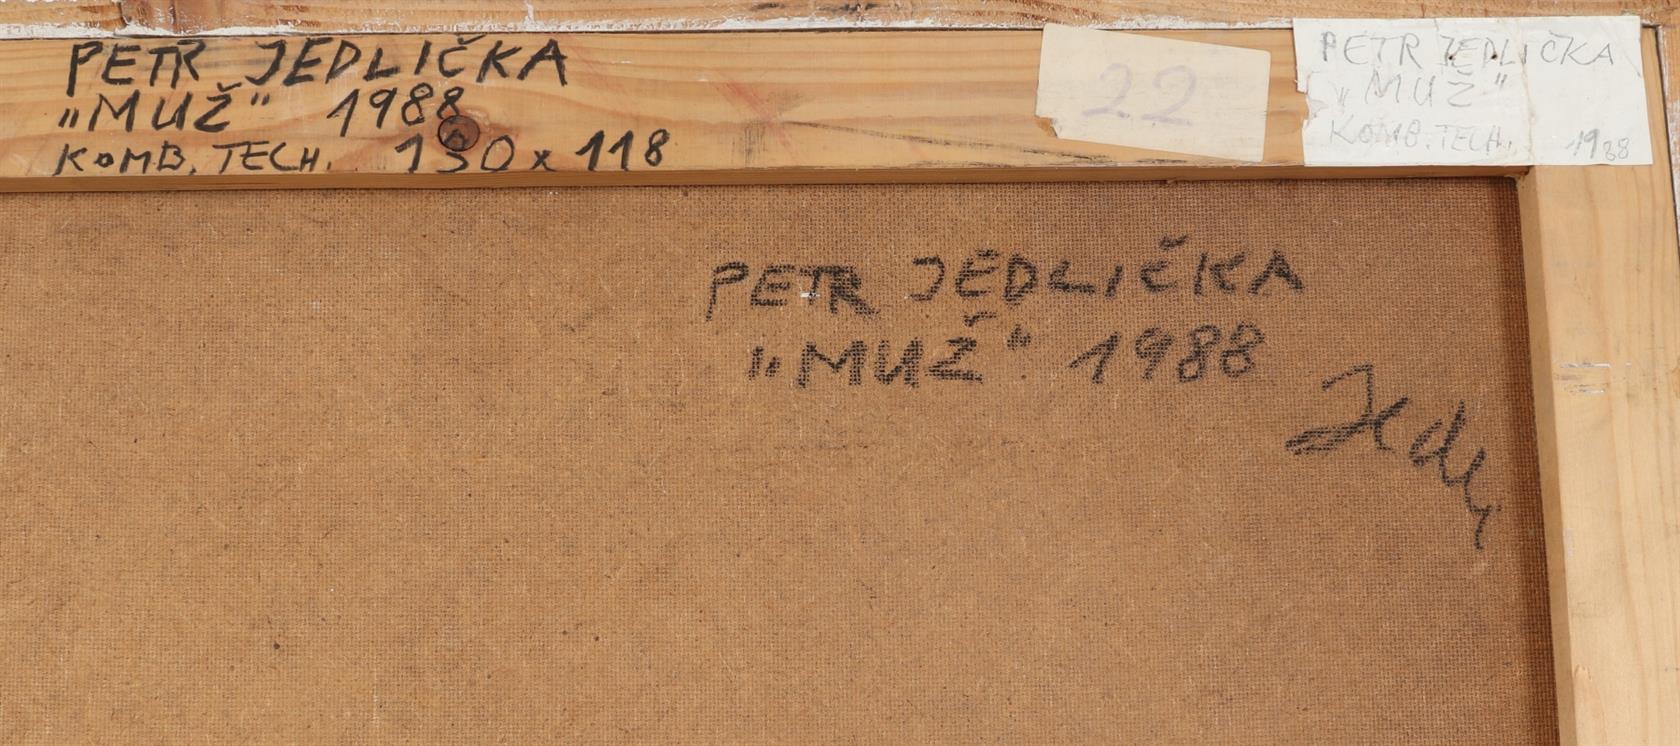 PETR JEDLIČKA
„MUŽ" 1988
KOMB. TECH. 130 x 118
22
PETR JEDLIČKA
„MUŽ"
KOMB. TECH. 1988
PETR JEDLIČKA
„MUŽ" 1988